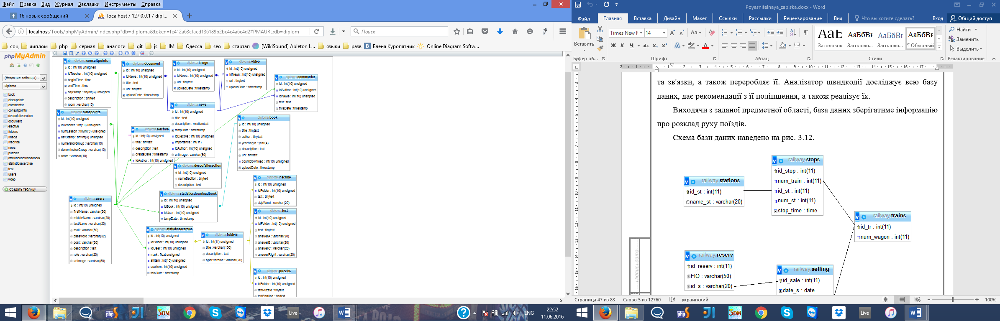 Файл Правка Вид Журнал Закладки Инструменты Справка
16 новых сообщений
localhost / 127.0.0.1 / dipl...
localhost/Tools/phpMyAdmin/index.php?db=diploma&token=fe412a63cfacd136189b2bc4e4a6e4d2#PMAURL:db=diplom
Поиск
соц диплом php сериал аналоги git js IM Одесса seo стартап [WikiSound] Ableton L... языки разв Елена Куропятник Online Diagram Softw...
phpMyAdmin
(Недавние таблицы) ..
diploma
book
classpoints
commentar
consultpoints
descofsitesection
document
elective
folders
image
inscribe
news
puzzles
statisticsdownloadbook
statisticsexercise
test
users
video
Создать таблицу
diploma.consultpoints
id : int(10) unsigned
idTeacher : int(10) unsigned
beginTime : time
endTime : time
dayStamp : tinyint(3) unsigned
description : tinytext
room : varchar(10)
diploma.document
id : int(10) unsigned
idNews : int(10) unsigned
title : text
url : tinytext
uploadDate : timestamp
diploma.image
id : int(10) unsigned
idNews : int(10) unsigned
url : tinytext
uploadDate : timestamp
diploma.video
id : int(10) unsigned
idNews : int(10) unsigned
url : tinytext
uploadDate : timestamp
diploma.commentar
id : int(10) unsigned
idAuthor : int(10) unsigned
idNews : int(10) unsigned
text : text
thisDate : timestamp
diploma.classpoints
id : int(10) unsigned
idTeacher : int(10) unsigned
numLesson : tinyint(3) unsigned
dayStamp : tinyint(3) unsigned
numeratorGroup : varchar(10)
denominatorGroup : varchar(10)
room : varchar(10)
diploma.elective
id : int(10) unsigned
title : tinytext
description : text
createDate : timestamp
idAuthor : int(10) unsigned
diploma.news
id : int(10) unsigned
title : text
description : mediumtext
tempDate : timestamp
idElective : int(10) unsigned
importance : int(11)
idAuthor : int(10) unsigned
urlImage : varchar(50)
diploma.book
id : int(10) unsigned
title : tinytext
author : tinytext
yearBegin : year(4)
description : text
url : tinytext
countDownload : int(10) unsigned
uploadDate : timestamp
diploma.descofsitesection
id : int(10) unsigned
nameSection : tinytext
description : text
diploma.inscribe
id : int(10) unsigned
idFolder : int(10) unsigned
text : tinytext
skipWord : varchar(20)
diploma.users
id : int(10) unsigned
firstName : varchar(20)
middleName : varchar(20)
lastName : varchar(20)
mail : varchar(50)
password : varchar(32)
post : varchar(20)
description : text
role : varchar(20)
urlImage : varchar(50)
diploma.statisticsdownloadbook
id : int(10) unsigned
idBook : int(10) unsigned
idUser : int(10) unsigned
tampDate : timestamp
diploma.test
id : int(10) unsigned
idFolder : int(10) unsigned
text : tinytext
answerA : varchar(20)
answerB : varchar(20)
answerC : varchar(20)
answerRight : varchar(20)
diploma.statisticsexercise
id : int(10) unsigned
idFolder : int(10) unsigned
idUser : int(10) unsigned
mark : float unsigned
allItem : int(10) unsigned
sucItem : int(10) unsigned
thisDate : timestamp
diploma.folders
id : int(11) unsigned
title : varchar(100)
description : text
typeExercise : varchar(20)
diploma.puzzles
id : int(10) unsigned
idFolder : int(10) unsigned
textPuzzle : tinytext
textEnglish : tinytext
Live
ENG
22:52
11.06.2016
Poyasnitelnaya_zapiska.docx - Word
Файл Главная Вставка Дизайн Макет Ссылки Рассылки Рецензирование Вид Что вы хотите сделать? Вход Общий доступ
Вставить
Times New R 14
Ж К Ч abc x₂ x²
АаБбВ АаБбВı АаБбВı АаБбВı
Заголовок Заголово... Заголово... ¶ Обычный
Найти
Заменить
Выделить
Буфер об... Шрифт Абзац Стили Редактирование
та зв'язки, а також переробляє її. Аналізатор швидкодії досліджує всю базу
даних, дає рекомендації з її поліпшення, а також реалізує їх.
Виходячи з заданої предметної області, база даних зберігатиме інформацію
про розклад руху поїздів.
Схема бази даних наведено на рис. 3.12.
railway.stops
id_stop : int(11)
num_train : int(11)
id_st : int(11)
num_st : int(11)
stop_time : time
railway.stations
id_st : int(11)
name_st : varchar(20)
railway.trains
id_tr : int(11)
num_wagon : int(11)
railway.reserv
id_reserv : int(11)
FIO : varchar(50)
id_s : varchar(20)
railway.selling
id_sale : int(11)
date_s : date
Підпис і дата
Страница 47 из 83 Слово 5 из 12760 украинский 100%
Live